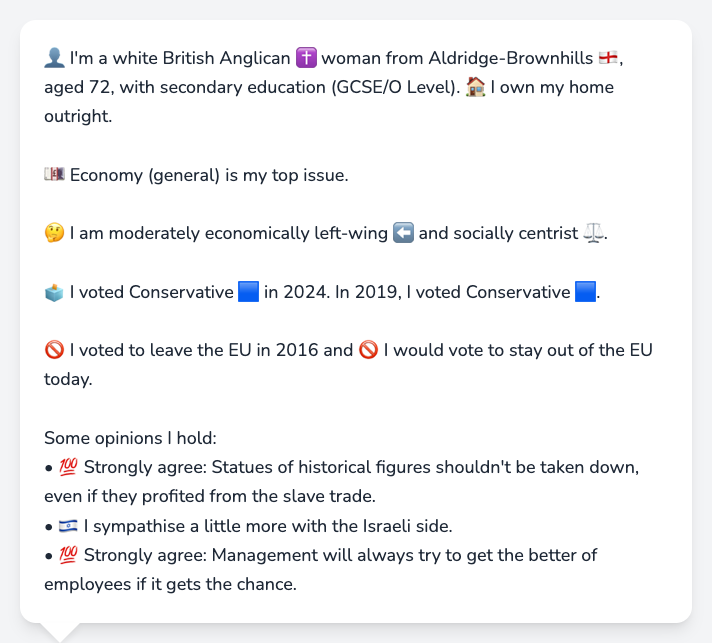 👤 I'm a white British Anglican ✝️ woman from Aldridge-Brownhills 🏴󠁧󠁢󠁥󠁮󠁧󠁿,
aged 72, with secondary education (GCSE/O Level). 🏠 I own my home
outright.
💷 Economy (general) is my top issue.
🤔 I am moderately economically left-wing ⬅️ and socially centrist ⚖️.
🗳️ I voted Conservative 🟦 in 2024. In 2019, I voted Conservative 🟦.
🚫 I voted to leave the EU in 2016 and 🚫 I would vote to stay out of the EU
today.
Some opinions I hold:
• 💯 Strongly agree: Statues of historical figures shouldn't be taken down,
even if they profited from the slave trade.
• 🇮🇱 I sympathise a little more with the Israeli side.
• 💯 Strongly agree: Management will always try to get the better of
employees if it gets the chance.